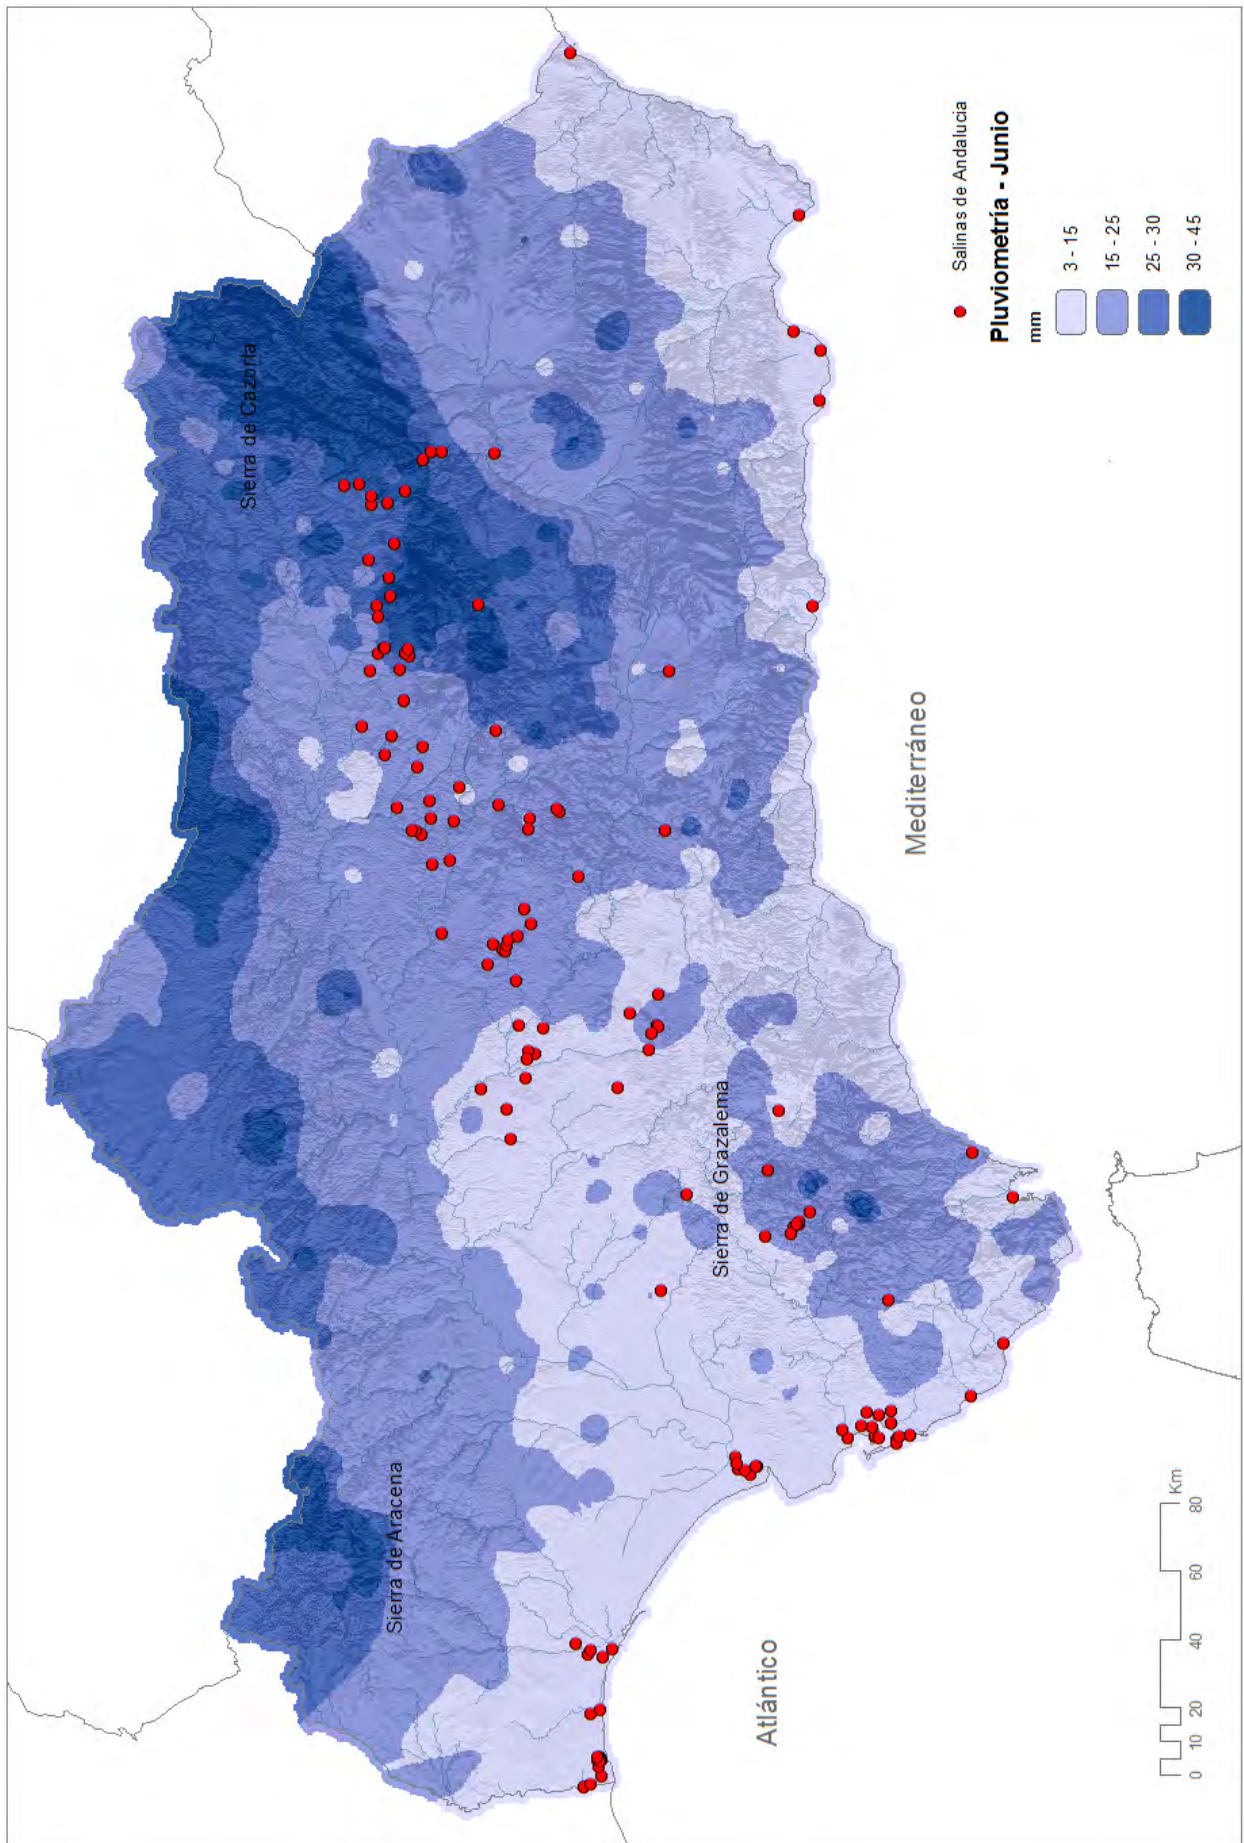 Sierra de Cazorla
Sierra de Aracena
Sierra de Grazalema
Mediterráneo
Atlántico
Salinas de Andalucia
Pluviometría - Junio
mm
3 - 15
15 - 25
25 - 30
30 - 45
0 10 20 40 60 80
Km